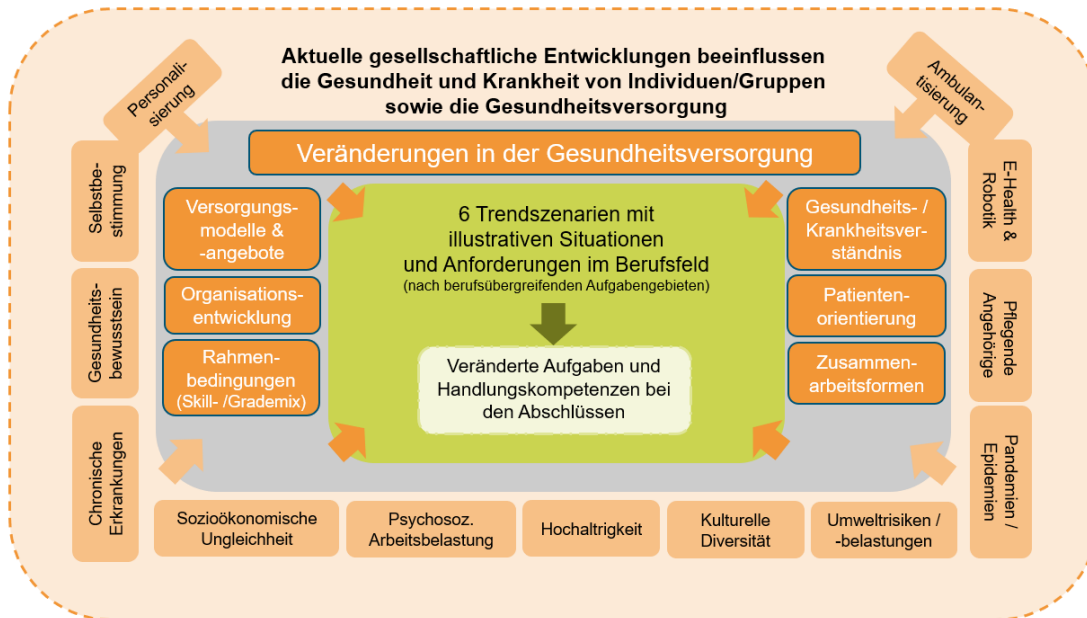 Aktuelle gesellschaftliche Entwicklungen beeinflussen
die Gesundheit und Krankheit von Individuen/Gruppen
sowie die Gesundheitsversorgung
Personali-
sierung
Ambulan-
tisierung
Selbstbe-
stimmung
Gesundheits-
bewusstsein
Chronische
Erkrankungen
Veränderungen in der Gesundheitsversorgung
Versorgungs-
modelle &
-angebote
Organisations-
entwicklung
Rahmen-
bedingungen
(Skill- /Grademix)
6 Trendszenarien mit
illustrativen Situationen
und Anforderungen im Berufsfeld
(nach berufsübergreifenden Aufgabengebieten)
Veränderte Aufgaben und
Handlungskompetenzen bei
den Abschlüssen
Gesundheits- /
Krankheitsver-
ständnis
Patienten-
orientierung
Zusammen-
arbeitsformen
E-Health &
Robotik
Pflegende
Angehörige
Pandemien /
Epidemien
Sozioökonomische
Ungleichheit
Psychosoz.
Arbeitsbelastung
Hochaltrigkeit
Kulturelle
Diversität
Umweltrisiken /
-belastungen